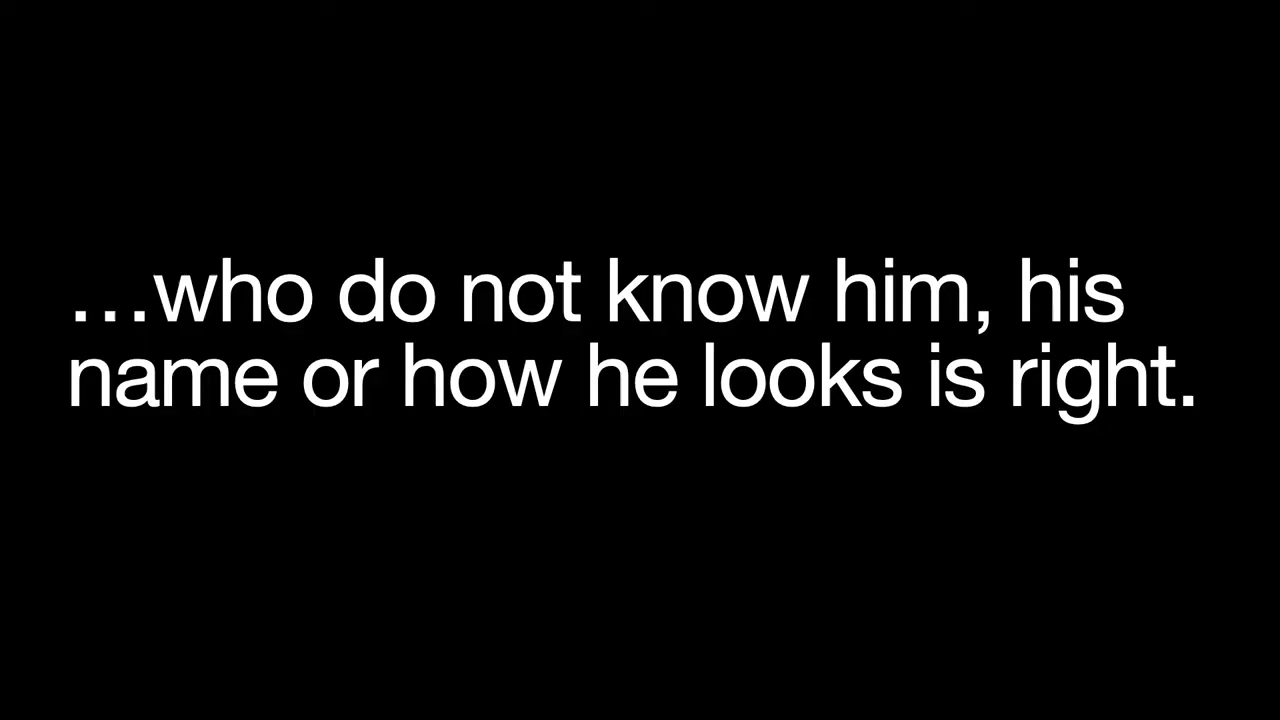 …who do not know him, his
name or how he looks is right.